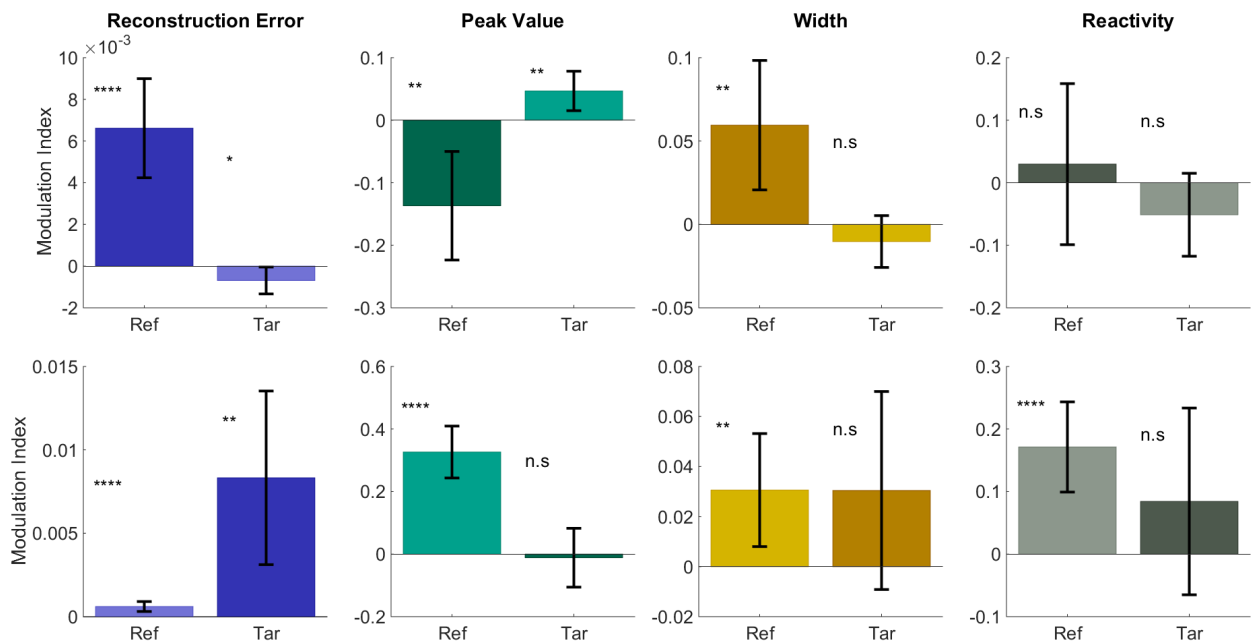 Reconstruction Error
Peak Value
Width
Reactivity
×10^-3
Modulation Index
10
8
6
4
2
0
-2
****
*
Ref
Tar
0.1
0
-0.1
-0.2
-0.3
**
**
Ref
Tar
0.1
0.05
0
-0.05
**
n.s
Ref
Tar
0.2
0.1
0
-0.1
-0.2
n.s
n.s
Ref
Tar
Modulation Index
0.015
0.01
0.005
0
****
**
Ref
Tar
0.6
0.4
0.2
0
-0.2
****
n.s
Ref
Tar
0.08
0.06
0.04
0.02
0
-0.02
**
n.s
Ref
Tar
0.3
0.2
0.1
0
-0.1
****
n.s
Ref
Tar